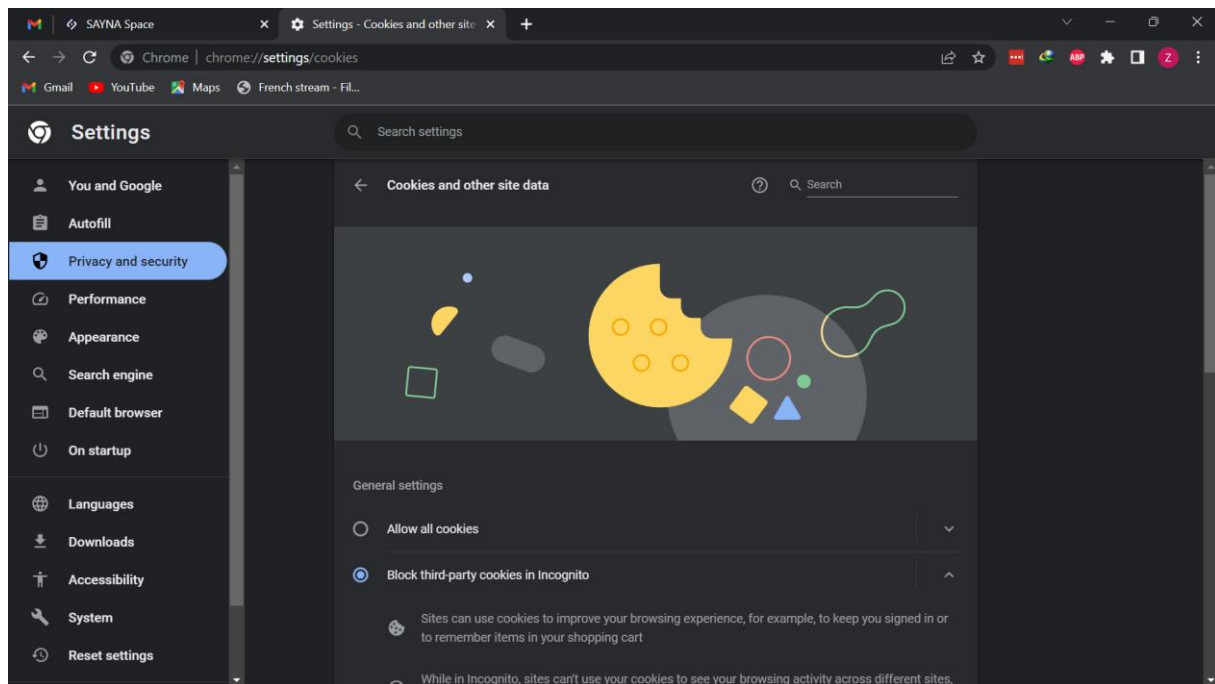 SAYNA Space
Settings - Cookies and other site
Chrome | chrome://settings/cookies
ABP
Z
Gmail
YouTube
Maps
French stream - Fil...
Settings
Search settings
You and Google
Autofill
Privacy and security
Performance
Appearance
Search engine
Default browser
On startup
Languages
Downloads
Accessibility
System
Reset settings
Cookies and other site data
Search
General settings
Allow all cookies
Block third-party cookies in Incognito
Sites can use cookies to improve your browsing experience, for example, to keep you signed in or
to remember items in your shopping cart
While in Incognito, sites can't use your cookies to see your browsing activity across different sites,